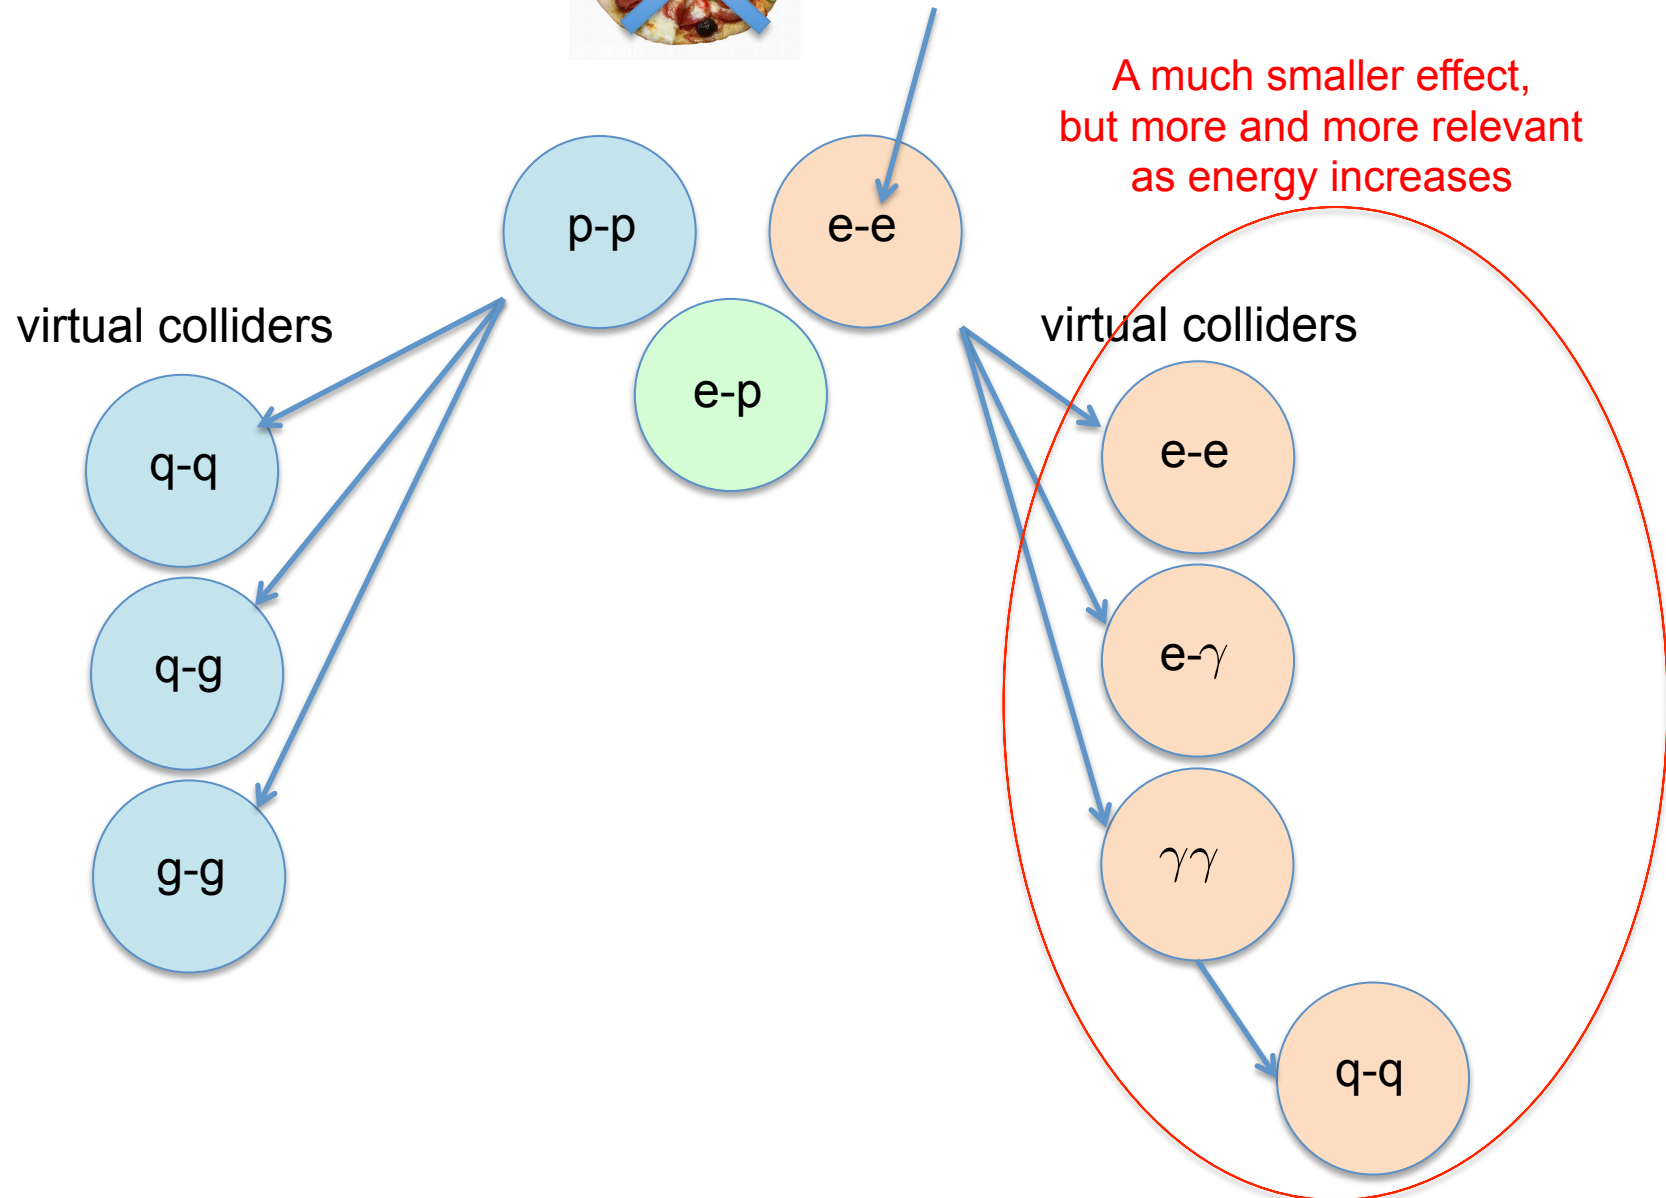 A much smaller effect,
but more and more relevant
as energy increases
p-p
e-e
virtual colliders
virtual colliders
e-p
q-q
e-e
q-g
e-γ
g-g
γγ
q-q